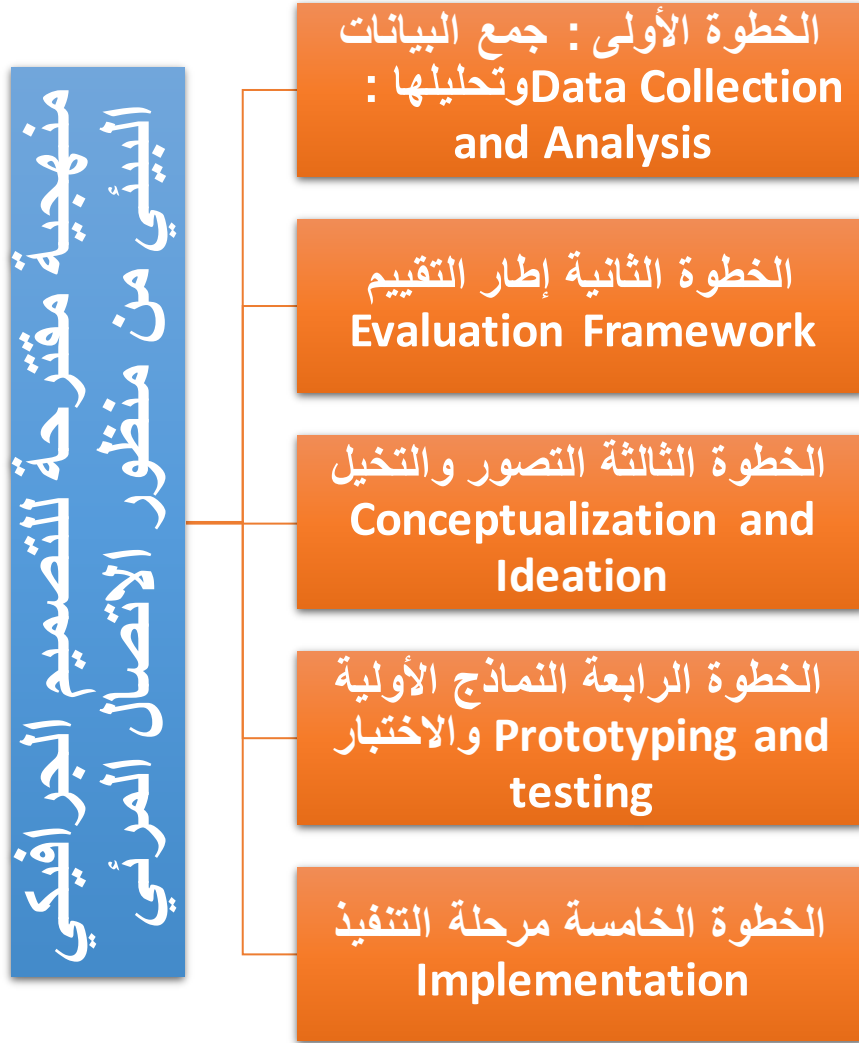 منهجية مقترحة للتصميم الجرافيكي
البيئي من منظور الاتصال المرئي
الخطوة الأولى : جمع البيانات
وتحليلها : Data Collection
and Analysis
الخطوة الثانية إطار التقييم
Evaluation Framework
الخطوة الثالثة التصور والتخيل
Conceptualization and
Ideation
الخطوة الرابعة النماذج الأولية
والاختبار Prototyping and
testing
الخطوة الخامسة مرحلة التنفيذ
Implementation